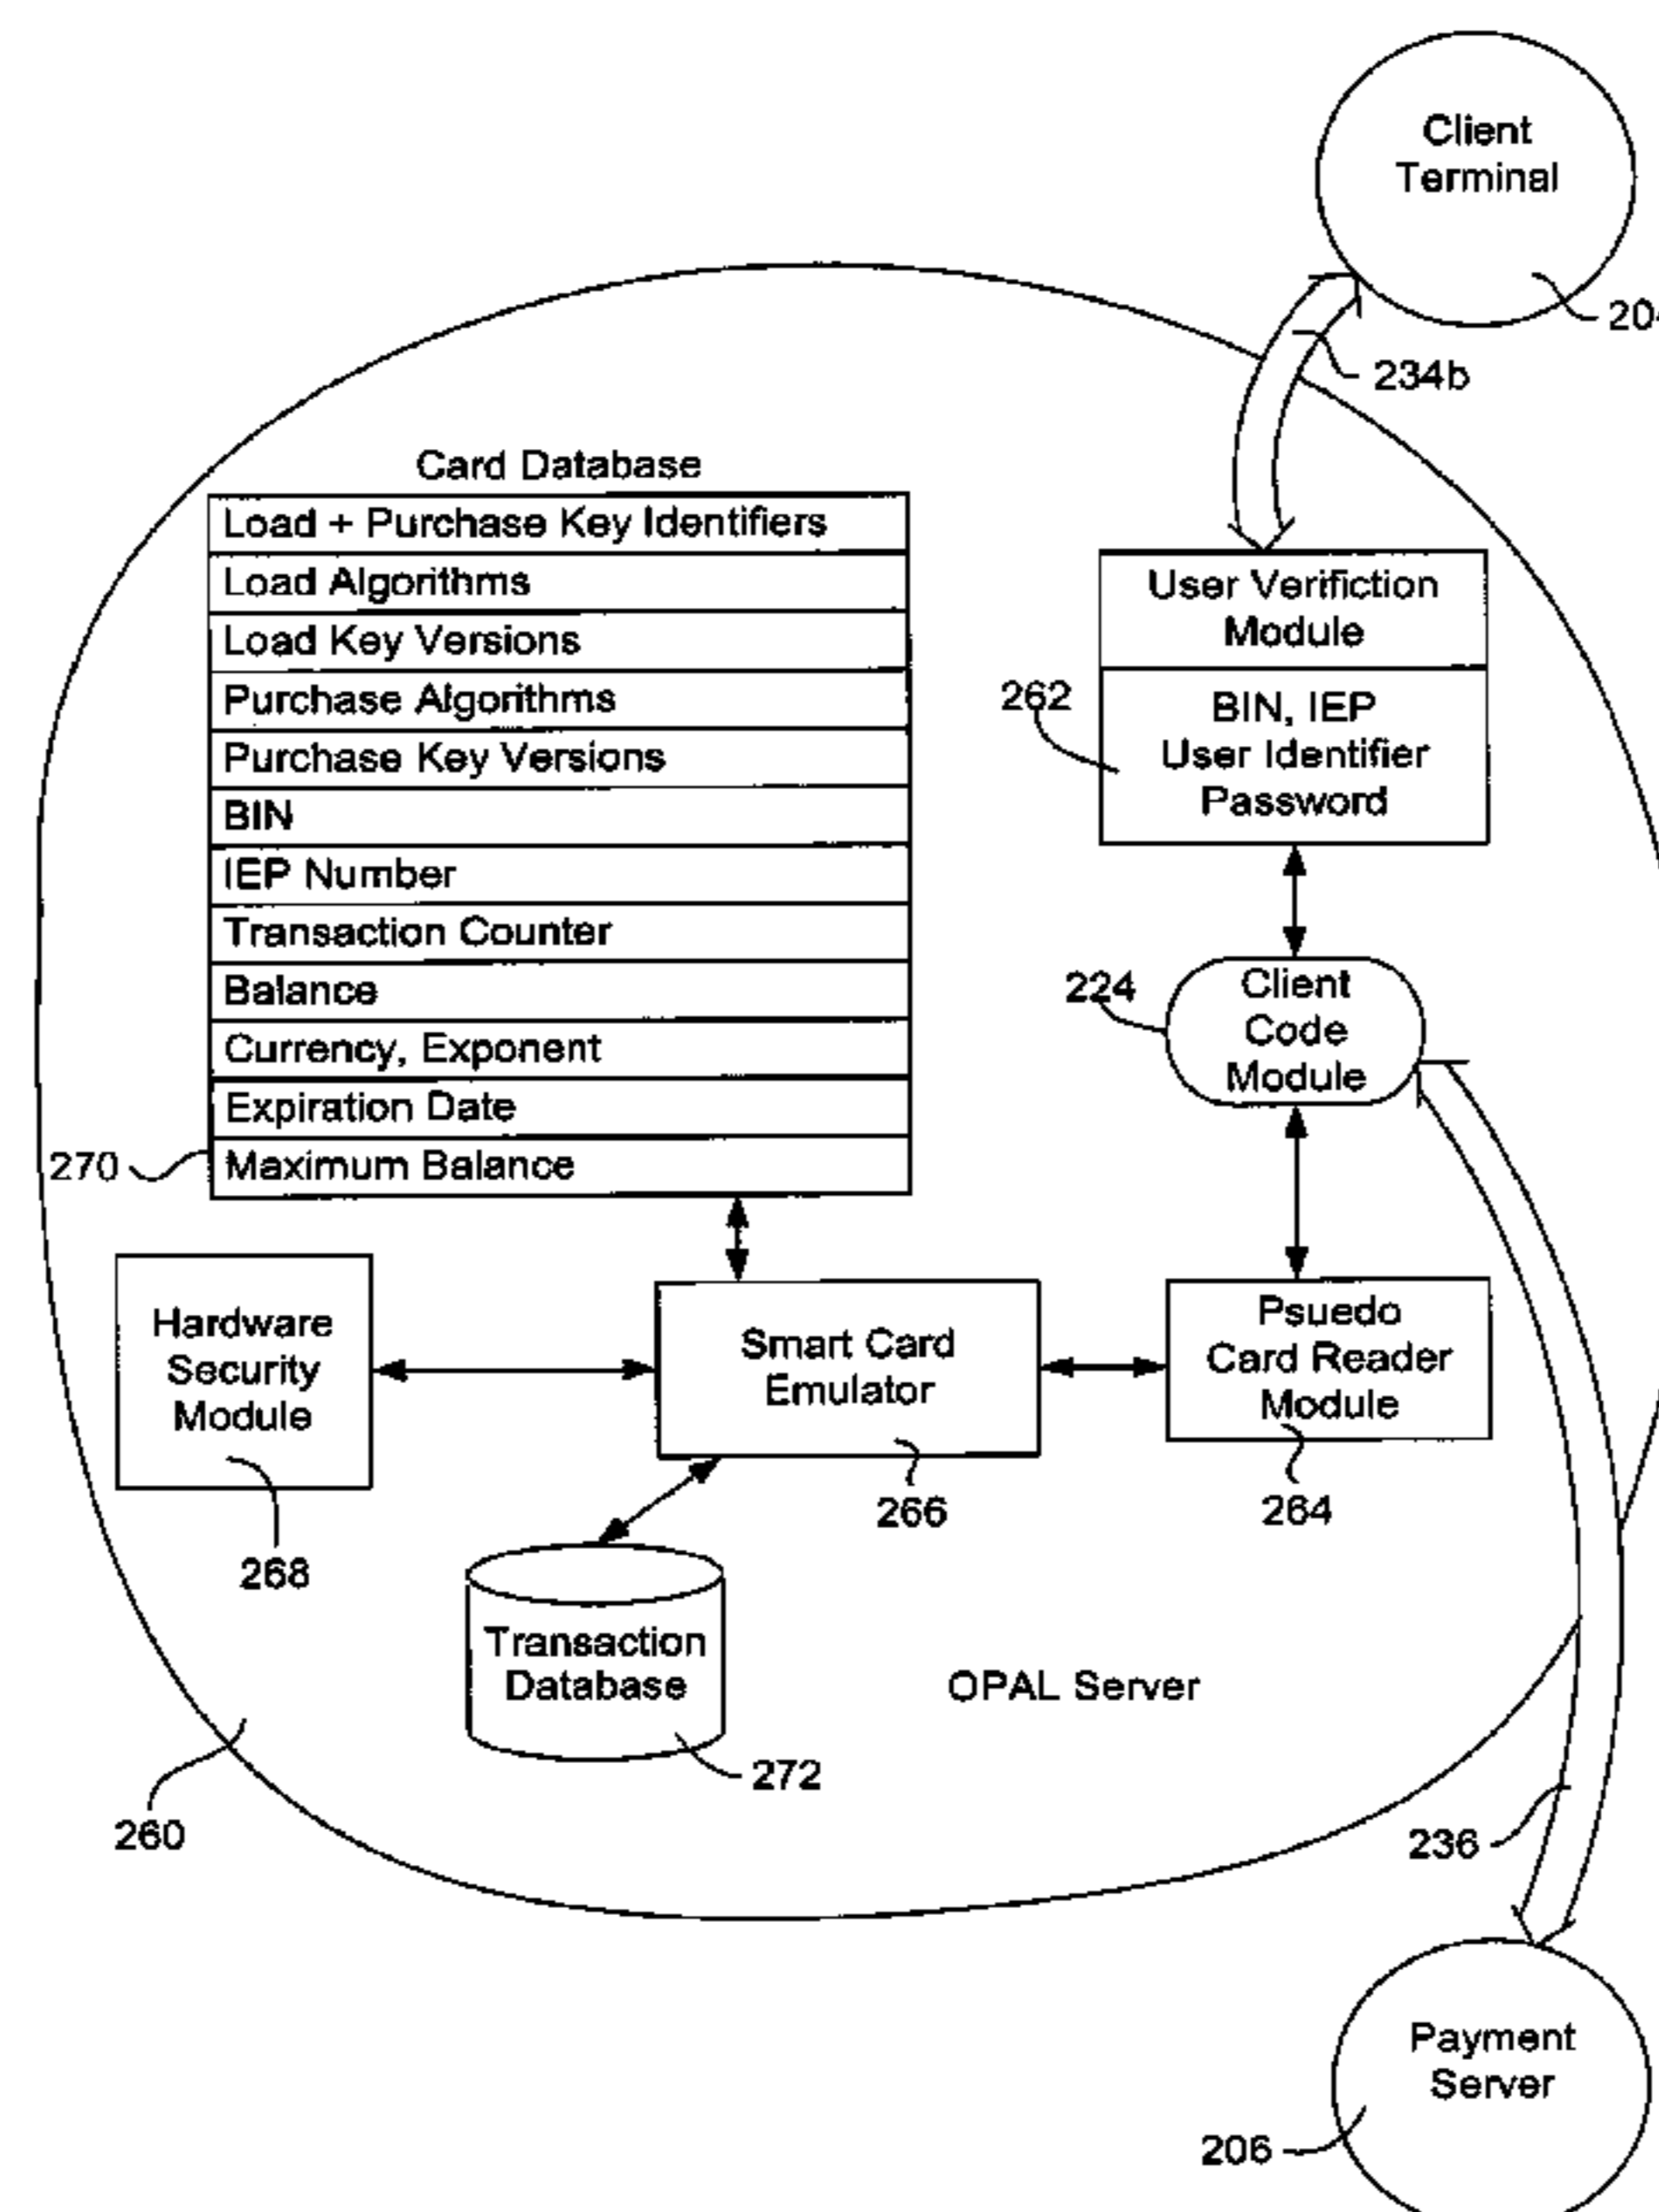 Client
Terminal
234b
Card Database
Load + Purchase Key Identifiers
Load Algorithms
Load Key Versions
Purchase Algorithms
Purchase Key Versions
BIN
IEP Number
Transaction Counter
Balance
Currency, Exponent
Expiration Date
Maximum Balance
270
User Verifiction
Module
262
BIN, IEP
User Identifier
Password
224
Client
Code
Module
Hardware
Security
Module
268
Smart Card
Emulator
266
Psuedo
Card Reader
Module
264
Transaction
Database
272
OPAL Server
260
236
Payment
Server
206